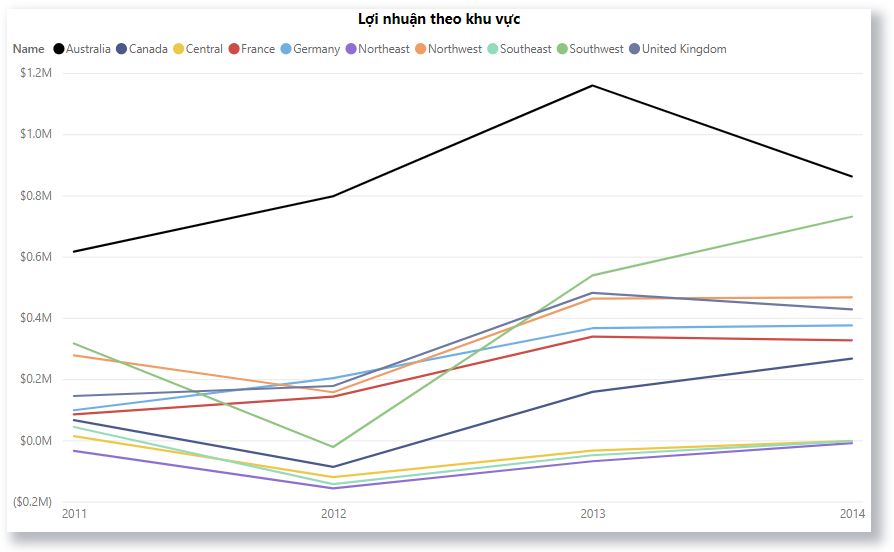 Lợi nhuận theo khu vực
Name Australia Canada Central France Germany Northeast Northwest Southeast Southwest United Kingdom
$1.2M
$1.0M
$0.8M
$0.6M
$0.4M
$0.2M
$0.0M
($0.2M)
2011 2012 2013 2014